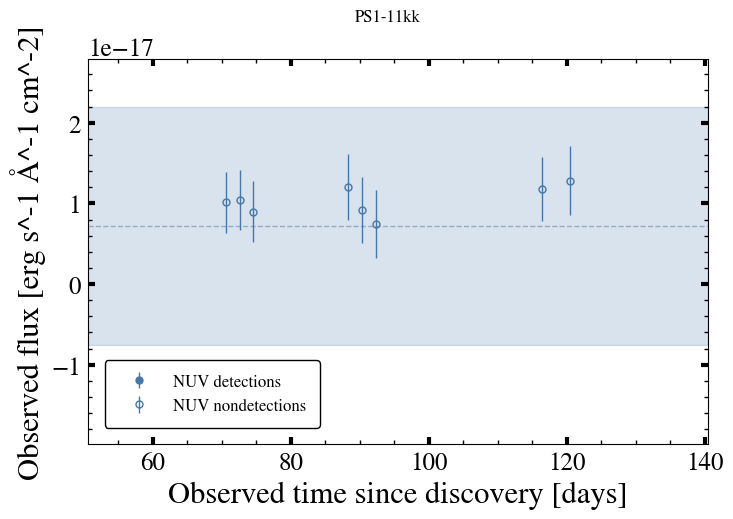 PS1-11kk
1e−17
Observed flux [erg s^-1 Å^-1 cm^-2]
2
1
0
−1
NUV detections
NUV nondetections
60 80 100 120 140
Observed time since discovery [days]